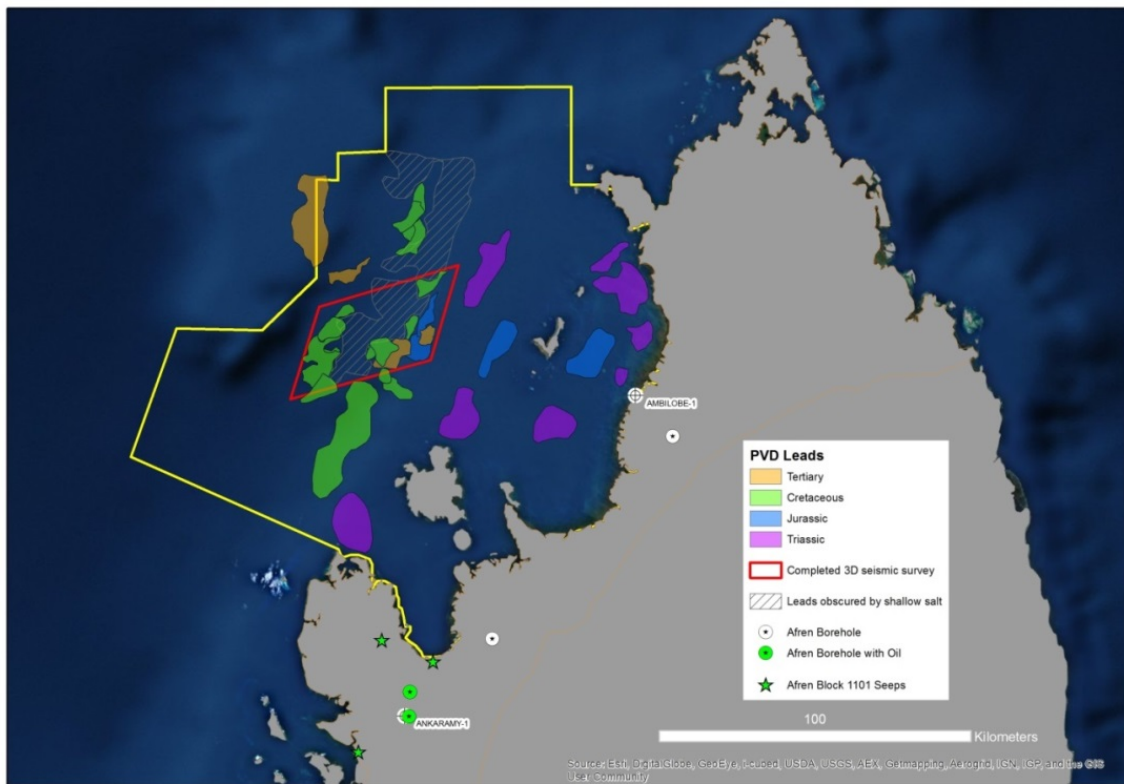 AMBILOBE-1
PVD Leads
Tertiary
Cretaceous
Jurassic
Triassic
Completed 3D seismic survey
Leads obscured by shallow salt
Afren Borehole
Afren Borehole with Oil
Afren Block 1101 Seeps
ANKARAMY-1
100
Kilometers
Source: Esri, DigitalGlobe, GeoEye, i-cubed, USDA, USGS, AEX, Getmapping, Aerogrid, IGN, IGP, and the GIS
User Community